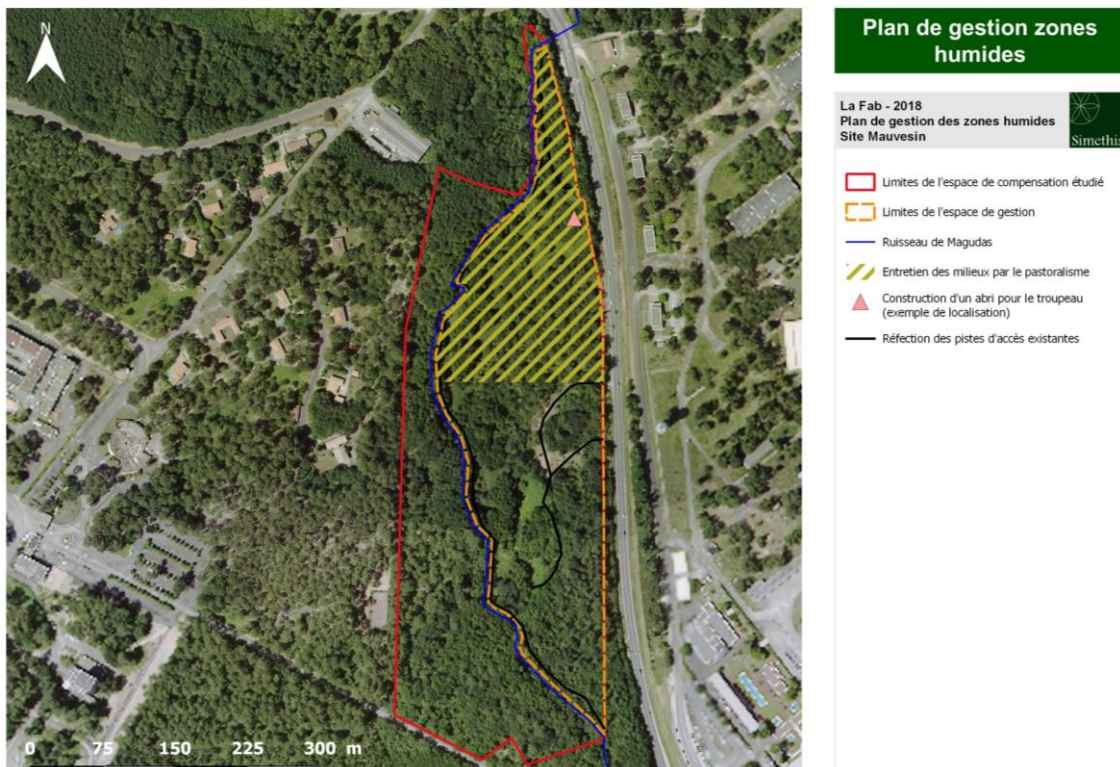 N
0 75 150 225 300 m
Plan de gestion zones
humides
La Fab - 2018
Plan de gestion des zones humides
Site Mauvesin
Simethis
Limites de l'espace de compensation étudié
Limites de l'espace de gestion
Ruisseau de Magudas
Entretien des milieux par le pastoralisme
Construction d'un abri pour le troupeau
(exemple de localisation)
Réfection des pistes d'accès existantes